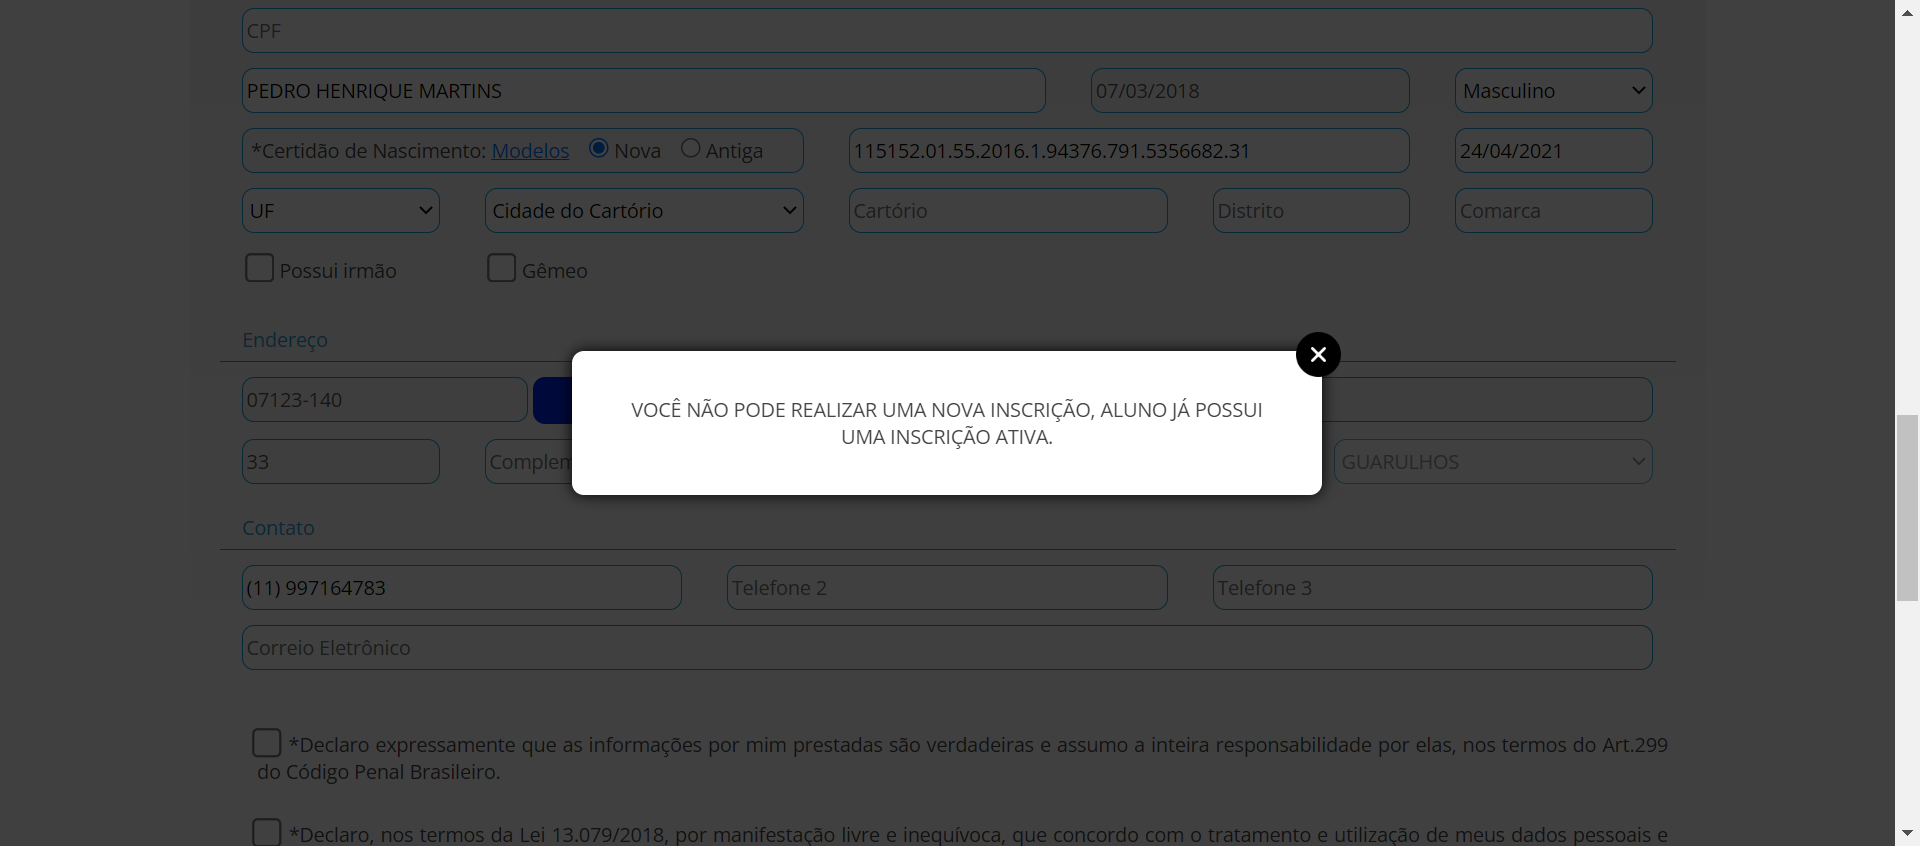 CPF
PEDRO HENRIQUE MARTINS 07/03/2018 Masculino
*Certidão de Nascimento: Modelos Nova Antiga 115152.01.55.2016.1.94376.791.5356682.31 24/04/2021
UF Cidade do Cartório Cartório Distrito Comarca
Possui irmão Gêmeo
Endereço
07123-140
VOCÊ NÃO PODE REALIZAR UMA NOVA INSCRIÇÃO, ALUNO JÁ POSSUI
UMA INSCRIÇÃO ATIVA.
33 Complem GUARULHOS
Contato
(11) 997164783 Telefone 2 Telefone 3
Correio Eletrônico
*Declaro expressamente que as informações por mim prestadas são verdadeiras e assumo a inteira responsabilidade por elas, nos termos do Art.299
do Código Penal Brasileiro.
*Declaro, nos termos da Lei 13.079/2018, por manifestação livre e inequívoca, que concordo com o tratamento e utilização de meus dados pessoais e